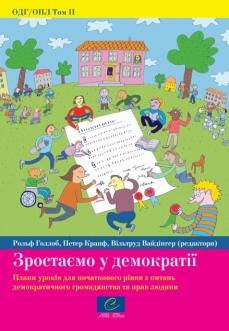 ОДГ/ОПЛ Том II
Рольф Голлоб, Петер Крапф, Вільтруд Вайдінгер (редактори)
Зростаємо у демократії
Плани уроків для початкового рівня з питань
демократичного громадянства та прав людини